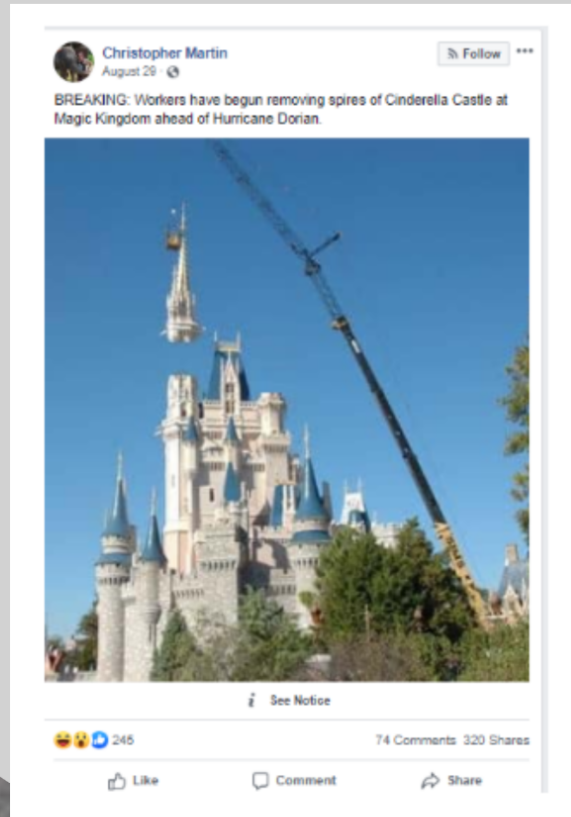 Christopher Martin
Follow
August 29
BREAKING: Workers have begun removing spires of Cinderella Castle at
Magic Kingdom ahead of Hurricane Dorian.
See Notice
246
74 Comments 320 Shares
Like Comment Share